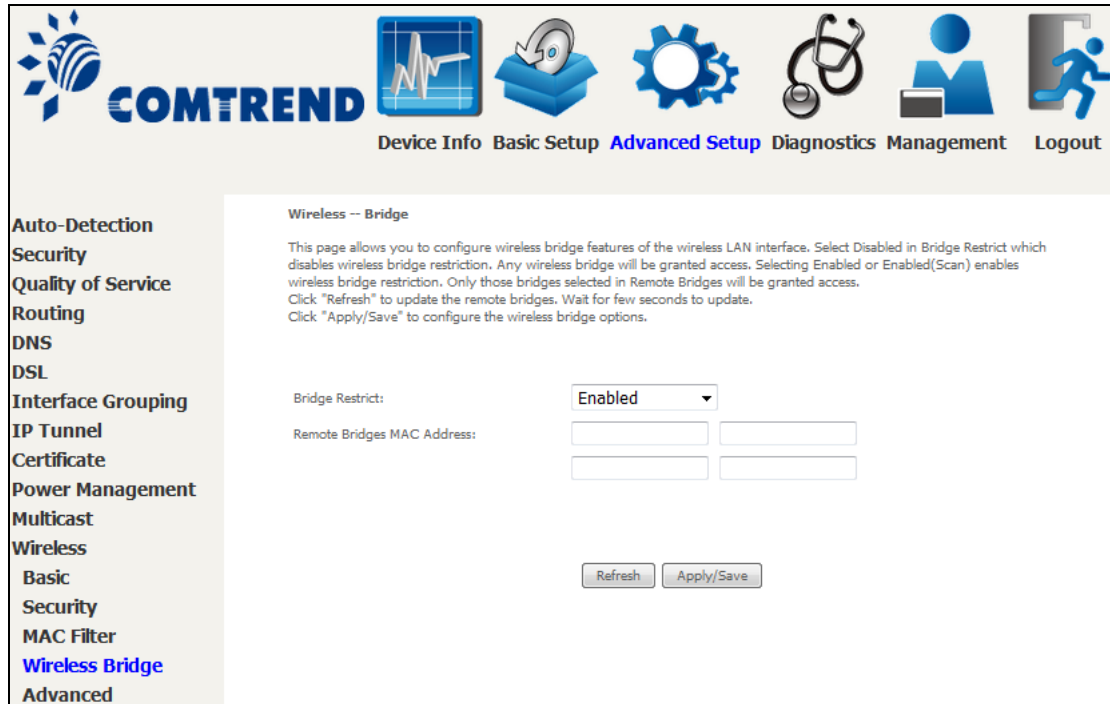 COMTREND
Device Info Basic Setup Advanced Setup Diagnostics Management Logout
Auto-Detection
Security
Quality of Service
Routing
DNS
DSL
Interface Grouping
IP Tunnel
Certificate
Power Management
Multicast
Wireless
Basic
Security
MAC Filter
Wireless Bridge
Advanced
Wireless -- Bridge
This page allows you to configure wireless bridge features of the wireless LAN interface. Select Disabled in Bridge Restrict which
disables wireless bridge restriction. Any wireless bridge will be granted access. Selecting Enabled or Enabled(Scan) enables
wireless bridge restriction. Only those bridges selected in Remote Bridges will be granted access.
Click "Refresh" to update the remote bridges. Wait for few seconds to update.
Click "Apply/Save" to configure the wireless bridge options.
Bridge Restrict: Enabled
Remote Bridges MAC Address:
Refresh Apply/Save